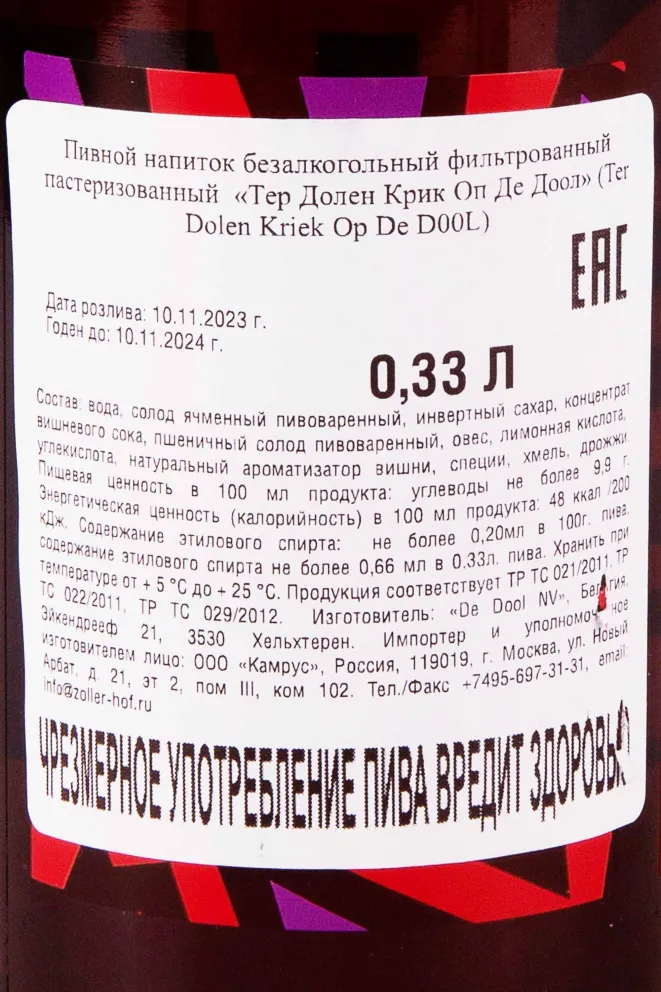 Пивной напиток безалкогольный фильтрованный
пастеризованный «Тер Долен Крик Оп Де Доол» (Ter
Dolen Kriek Op De D00L)
EAC
Дата розлива: 10.11.2023 г.
Годен до: 10.11.2024 г.
0,33 Л
Состав: вода, солод ячменный пивоваренный, инвертный сахар, концентрат
вишневого сока, пшеничный солод пивоваренный, овес, лимонная кислота,
углекислота, натуральный ароматизатор вишни, специи, хмель, дрожжи.
Пищевая ценность в 100 мл продукта: углеводы не более 9,9 г.
Энергетическая ценность (калорийность) в 100 мл продукта: 48 ккал /200
кДж. Содержание этилового спирта: не более 0,20мл в 100г. пива.
содержание этилового спирта не более 0,66 мл в 0.33л. пива. Хранить при
температуре от + 5 °C до + 25 °C. Продукция соответствует ТР ТС 021/2011, ТР
ТС 022/2011, ТР ТС 029/2012. Изготовитель: «De Dool NV»,
Эйкендрееф 21, 3530 Хельхтерен. Импортер и
изготовителем лицо: ООО «Камрус», Россия, 119019, г. Москва, ул. Новый
Арбат, д. 21, эт 2, пом III, ком 102. Тел./Факс +7495-697-31-31, email:
info@zoller-hof.ru
ЧРЕЗМЕРНОЕ УПОТРЕБЛЕНИЕ ПИВА ВРЕДИТ ЗДОРОВЬЮ